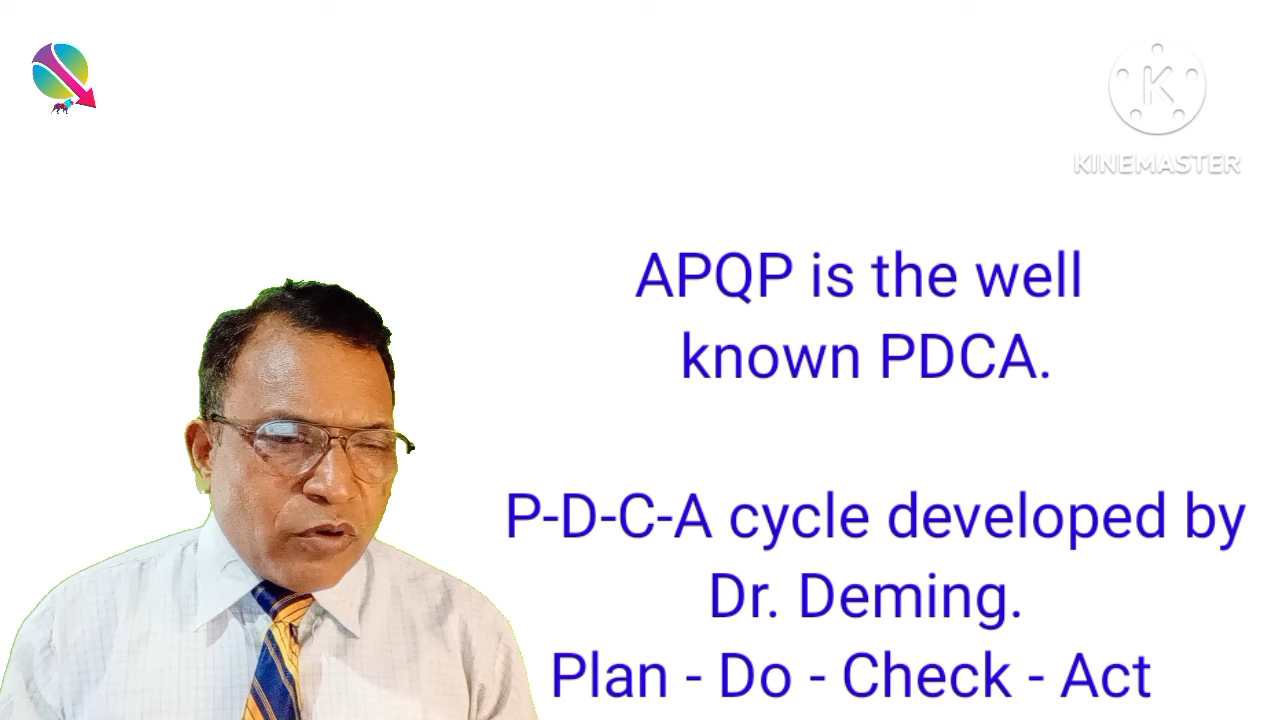 K
KINEMASTER
APQP is the well
known PDCA.
P-D-C-A cycle developed by
Dr. Deming.
Plan - Do - Check - Act